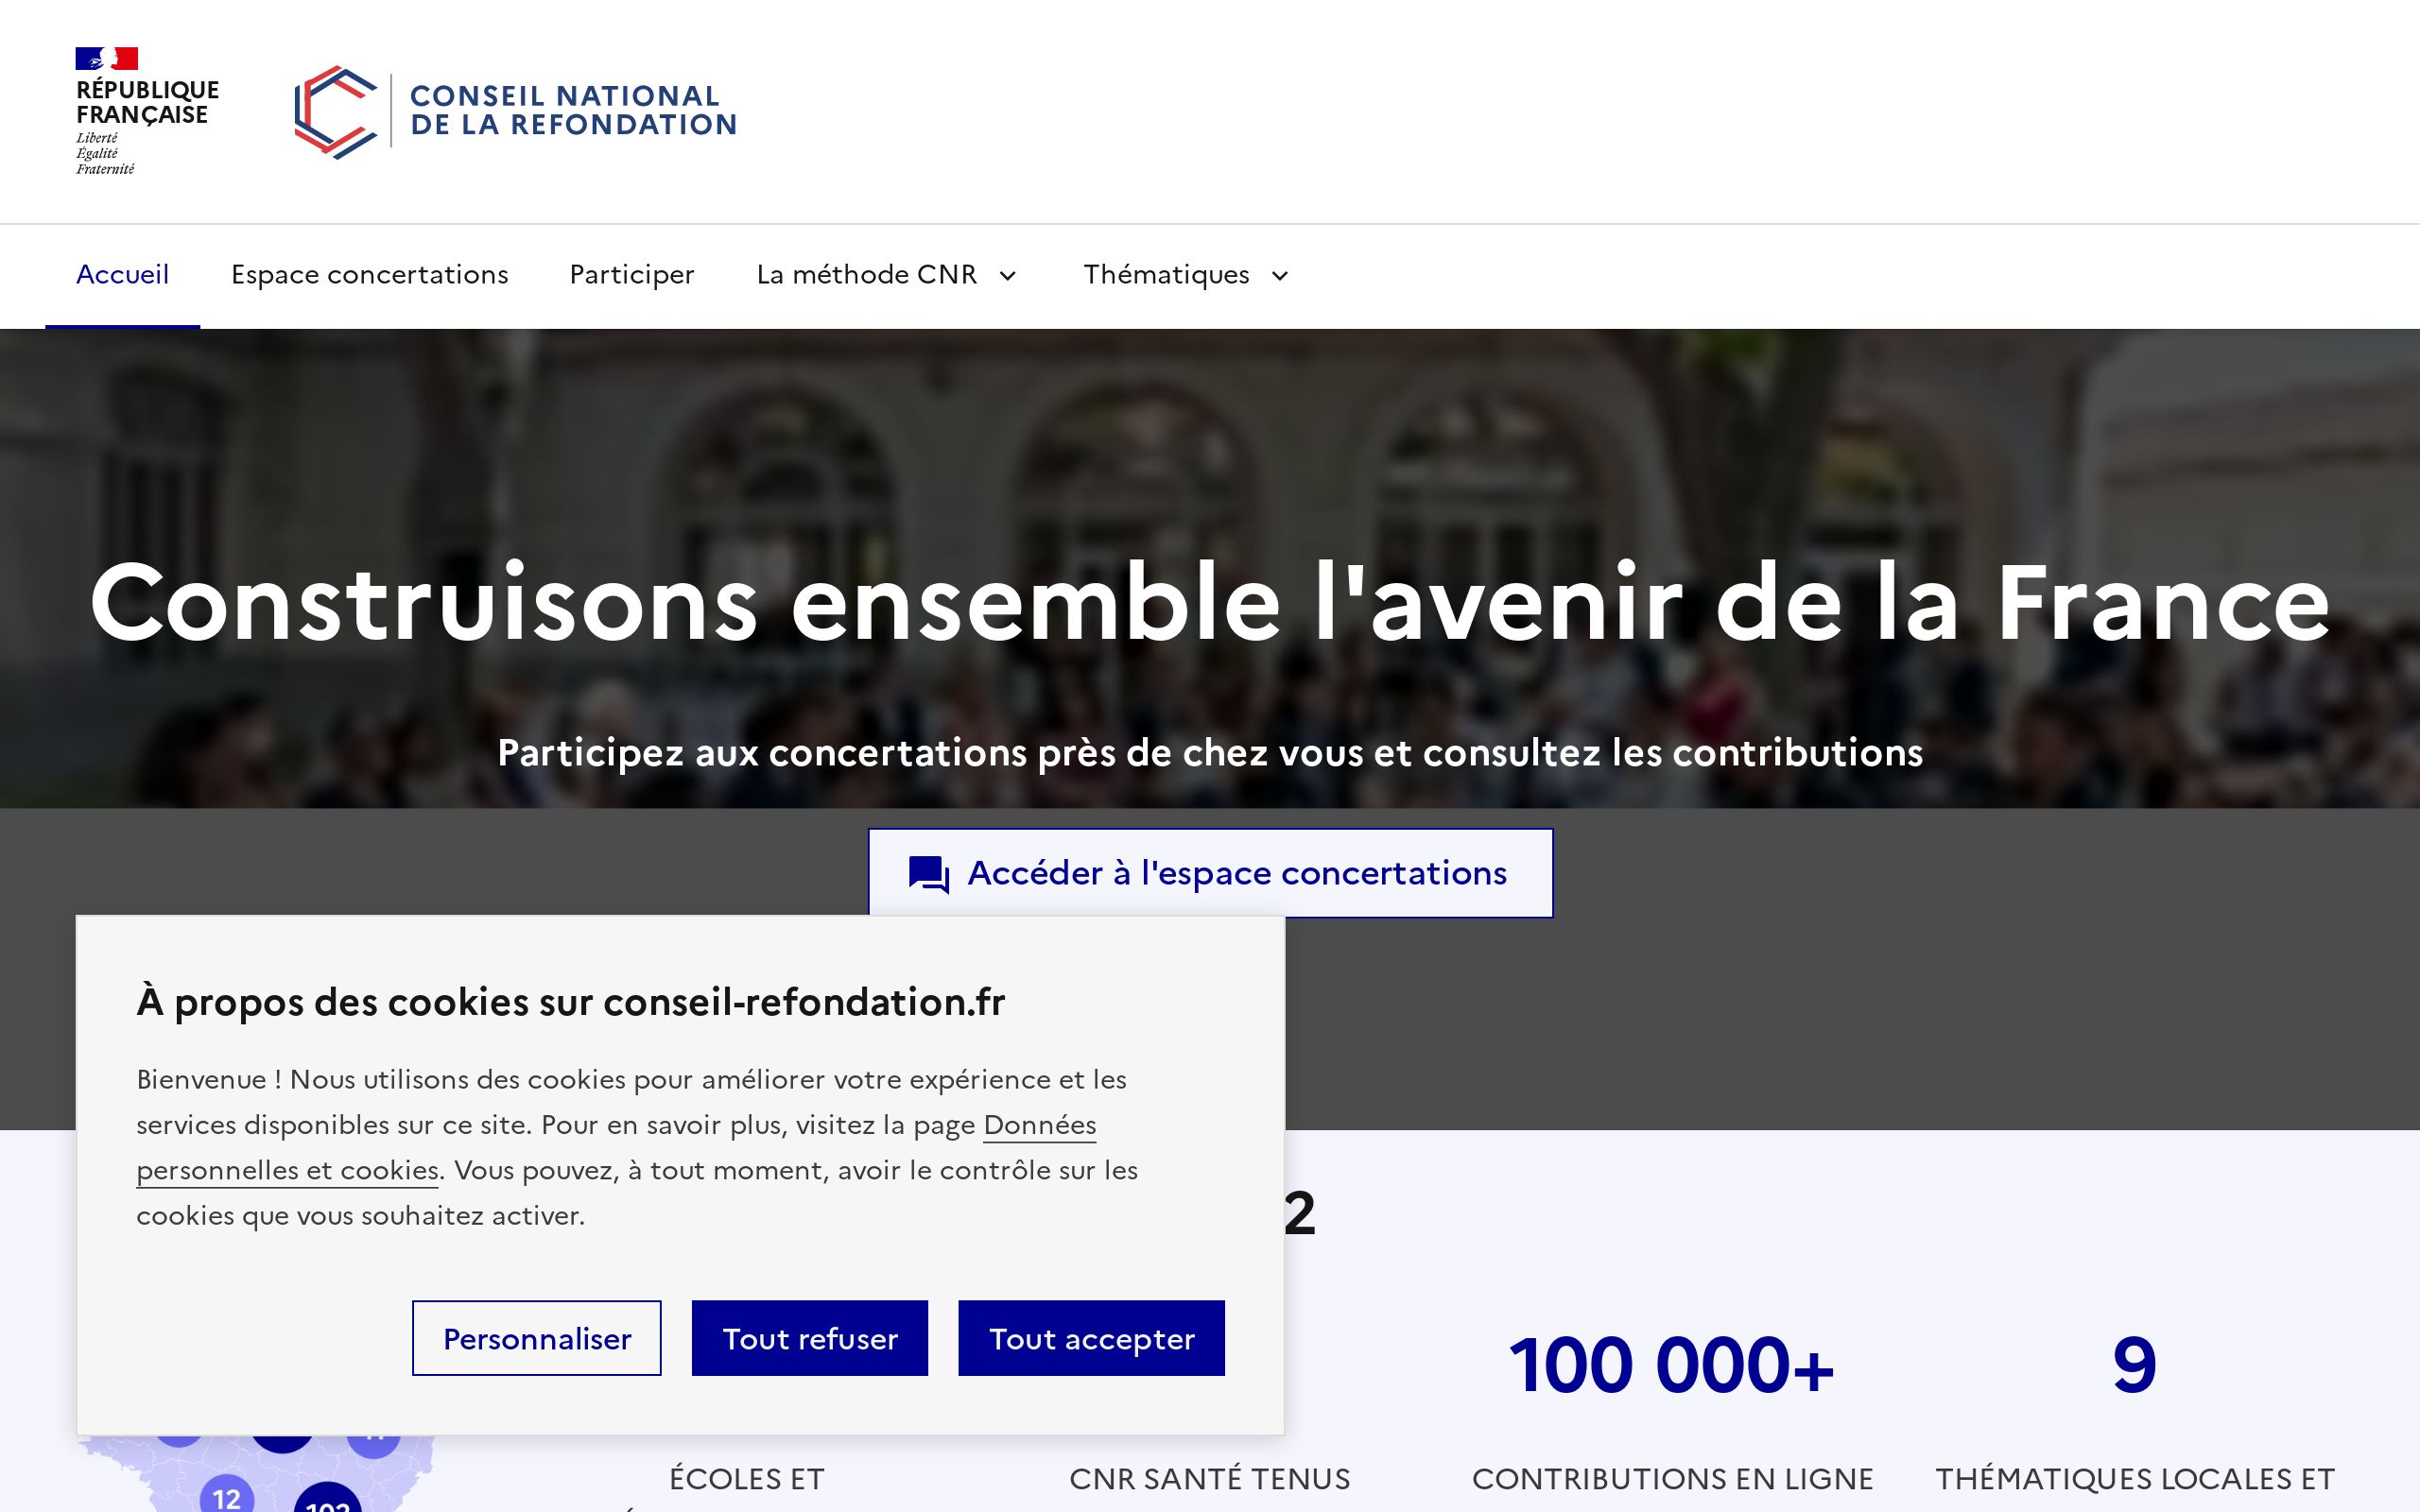 RÉPUBLIQUE
FRANÇAISE
Liberté
Égalité
Fraternité
CONSEIL NATIONAL
DE LA REFONDATION
Accueil
Espace concertations
Participer
La méthode CNR
Thématiques
Construisons ensemble l'avenir de la France
Participez aux concertations près de chez vous et consultez les contributions
Accéder à l'espace concertations
À propos des cookies sur conseil-refondation.fr
Bienvenue ! Nous utilisons des cookies pour améliorer votre expérience et les
services disponibles sur ce site. Pour en savoir plus, visitez la page Données
personnelles et cookies. Vous pouvez, à tout moment, avoir le contrôle sur les
cookies que vous souhaitez activer.
Personnaliser
Tout refuser
Tout accepter
2
100 000+
9
12
ÉCOLES ET
CNR SANTÉ TENUS
CONTRIBUTIONS EN LIGNE
THÉMATIQUES LOCALES ET